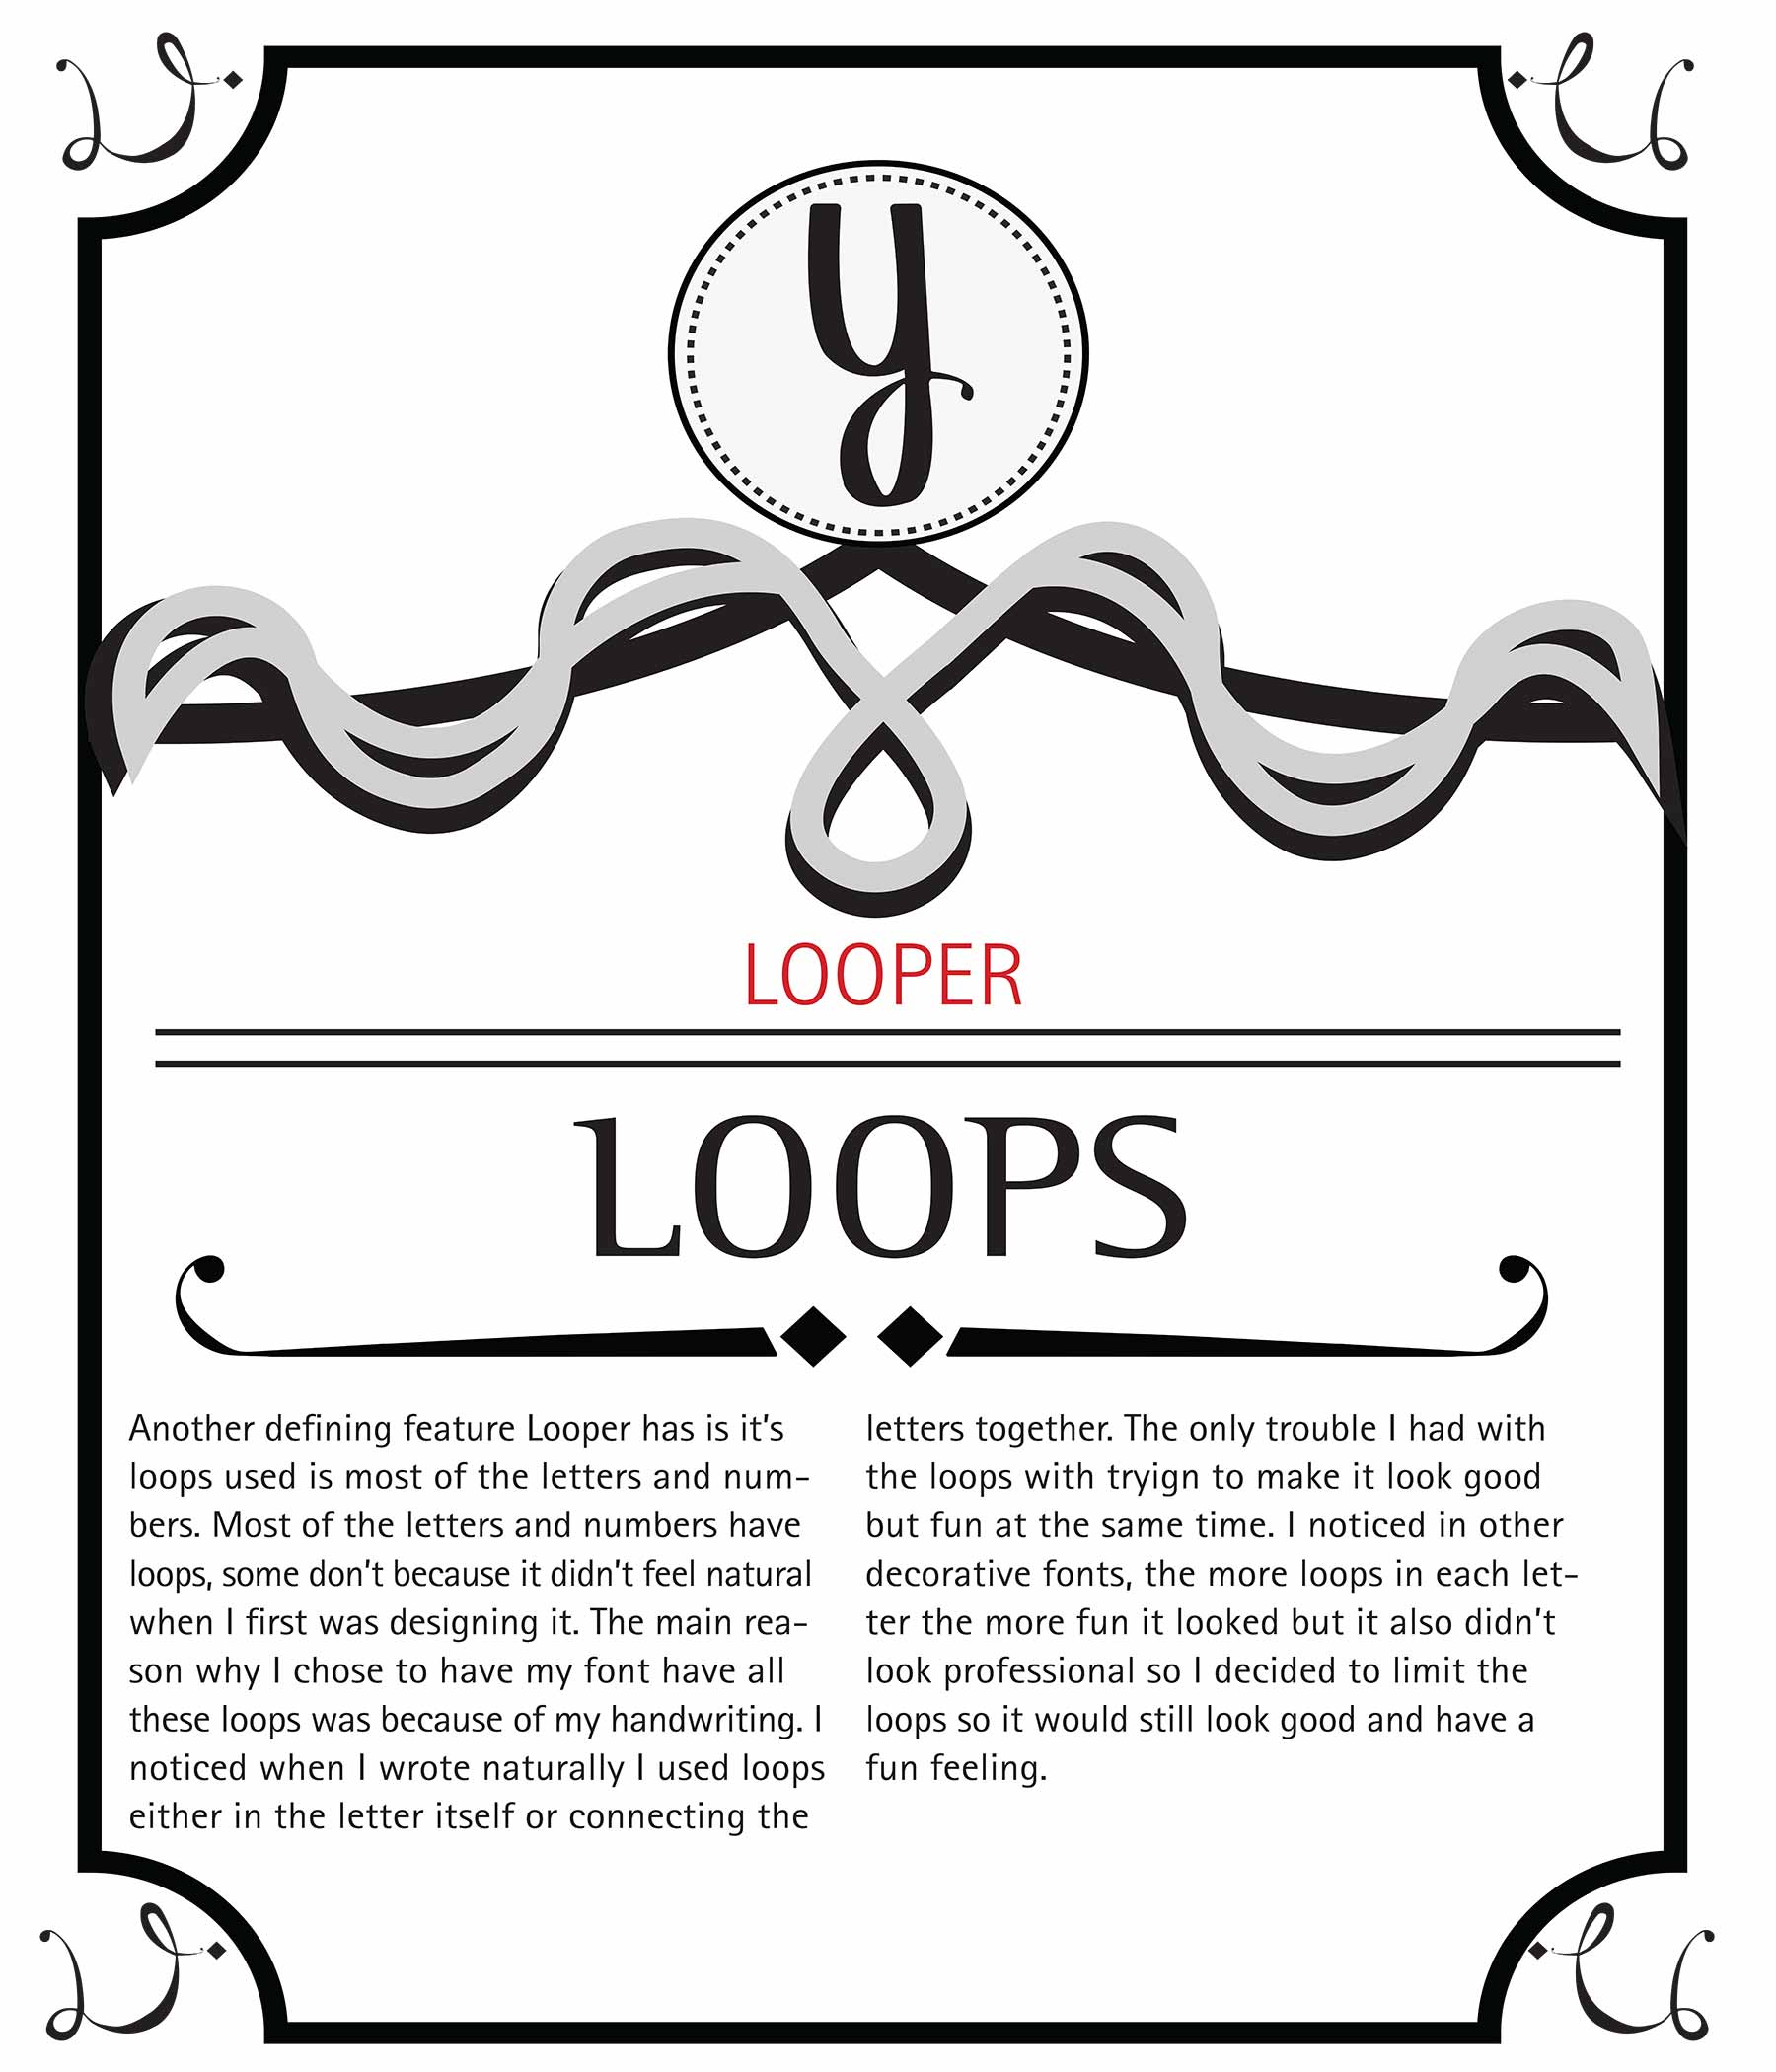 y
LOOPER
LOOPS
Another defining feature Looper has is it's
loops used is most of the letters and num-
bers. Most of the letters and numbers have
loops, some don't because it didn't feel natural
when I first was designing it. The main rea-
son why I chose to have my font have all
these loops was because of my handwriting. I
noticed when I wrote naturally I used loops
either in the letter itself or connecting the
letters together. The only trouble I had with
the loops with tryign to make it look good
but fun at the same time. I noticed in other
decorative fonts, the more loops in each let-
ter the more fun it looked but it also didn't
look professional so I decided to limit the
loops so it would still look good and have a
fun feeling.